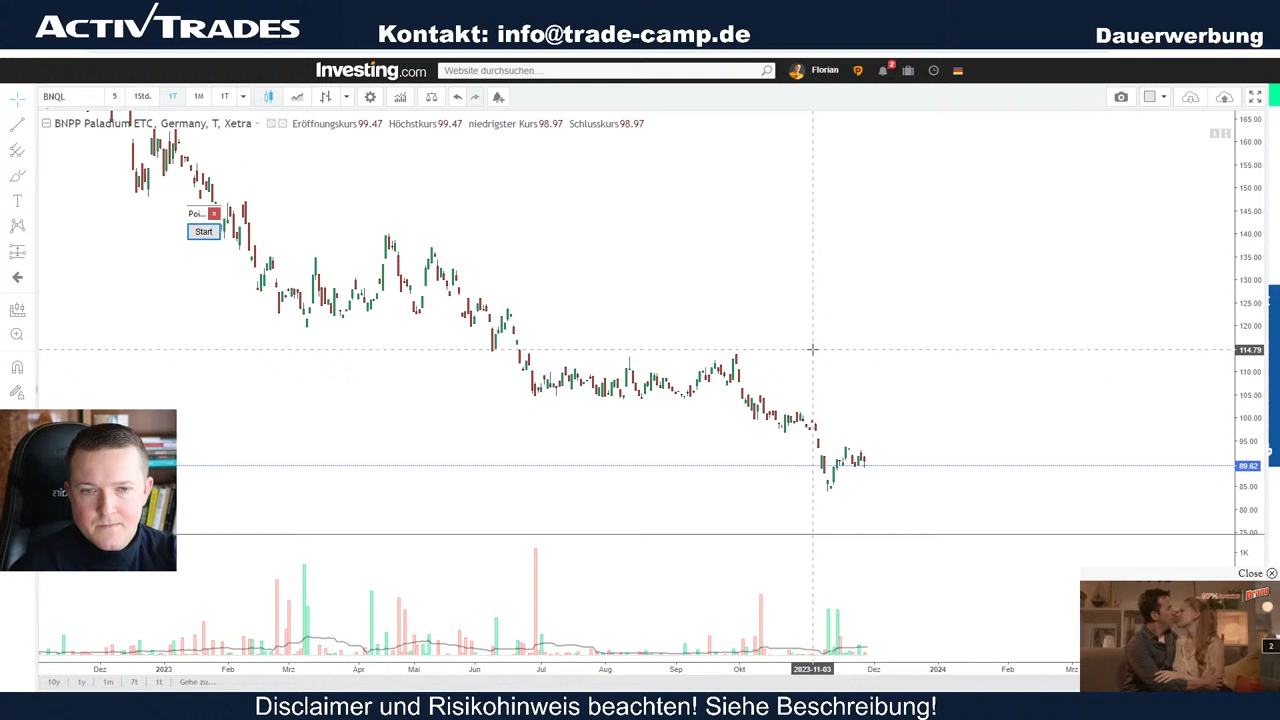 ACTIVTRADES
Kontakt: info@trade-camp.de
Dauerwerbung
Investing.com
Website durchsuchen....
Florian
2
BNQL 5 1Std. 1T 1M 1T
BNPP Paladium ETC, Germany, T, Xetra
Eröffnungskurs 99.47 Höchstkurs 99.47 niedrigster Kurs 98.97 Schlusskurs 98.97
Poi... x
Start
165.00
160.00
155.00
150.00
145.00
140.00
135.00
130.00
125.00
120.00
114.79
110.00
105.00
100.00
95.00
89.62
85.00
80.00
75.00
1K
Close
2
Dez 2023 Feb Mrz Apr Mai Jun Jul Aug Sep Okt 2023-11-03 Dez 2024 Feb Mrz
10y 1y 1m 7t 1t Gehe zu...
Disclaimer und Risikohinweis beachten! Siehe Beschreibung!